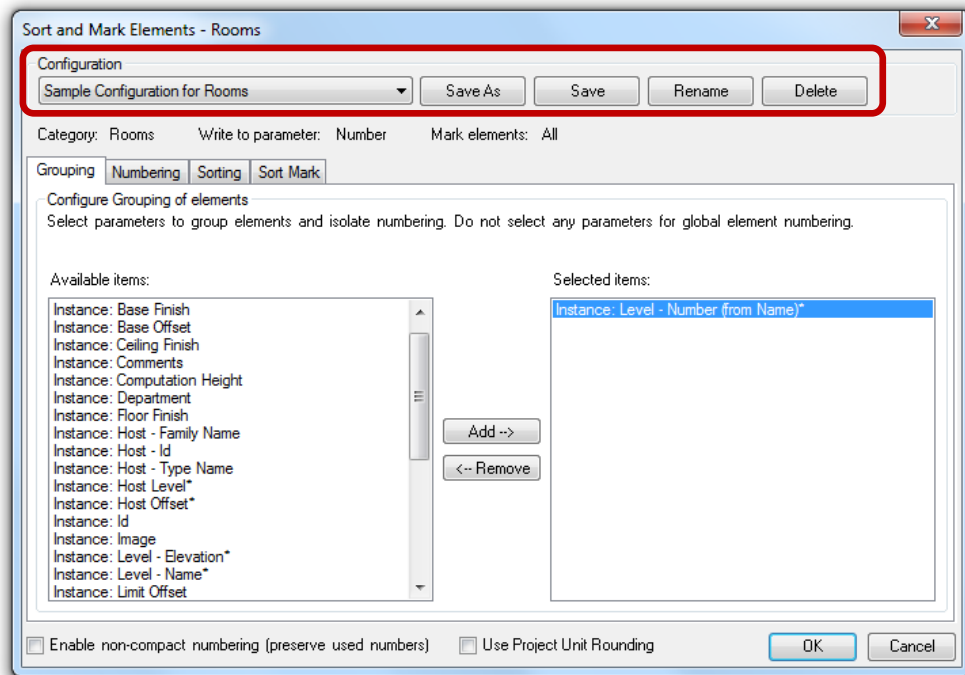 Sort and Mark Elements - Rooms
X
Configuration
Sample Configuration for Rooms Save As Save Rename Delete
Category: Rooms Write to parameter: Number Mark elements: All
Grouping Numbering Sorting Sort Mark
Configure Grouping of elements
Select parameters to group elements and isolate numbering. Do not select any parameters for global element numbering.
Available items:
Instance: Base Finish
Instance: Base Offset
Instance: Ceiling Finish
Instance: Comments
Instance: Computation Height
Instance: Department
Instance: Floor Finish
Instance: Host - Family Name
Instance: Host - Id
Instance: Host - Type Name
Instance: Host Level*
Instance: Host Offset*
Instance: Id
Instance: Image
Instance: Level - Elevation*
Instance: Level - Name*
Instance: Limit Offset
Add -->
<-- Remove
Selected items:
Instance: Level - Number (from Name)*
Enable non-compact numbering (preserve used numbers) Use Project Unit Rounding OK Cancel